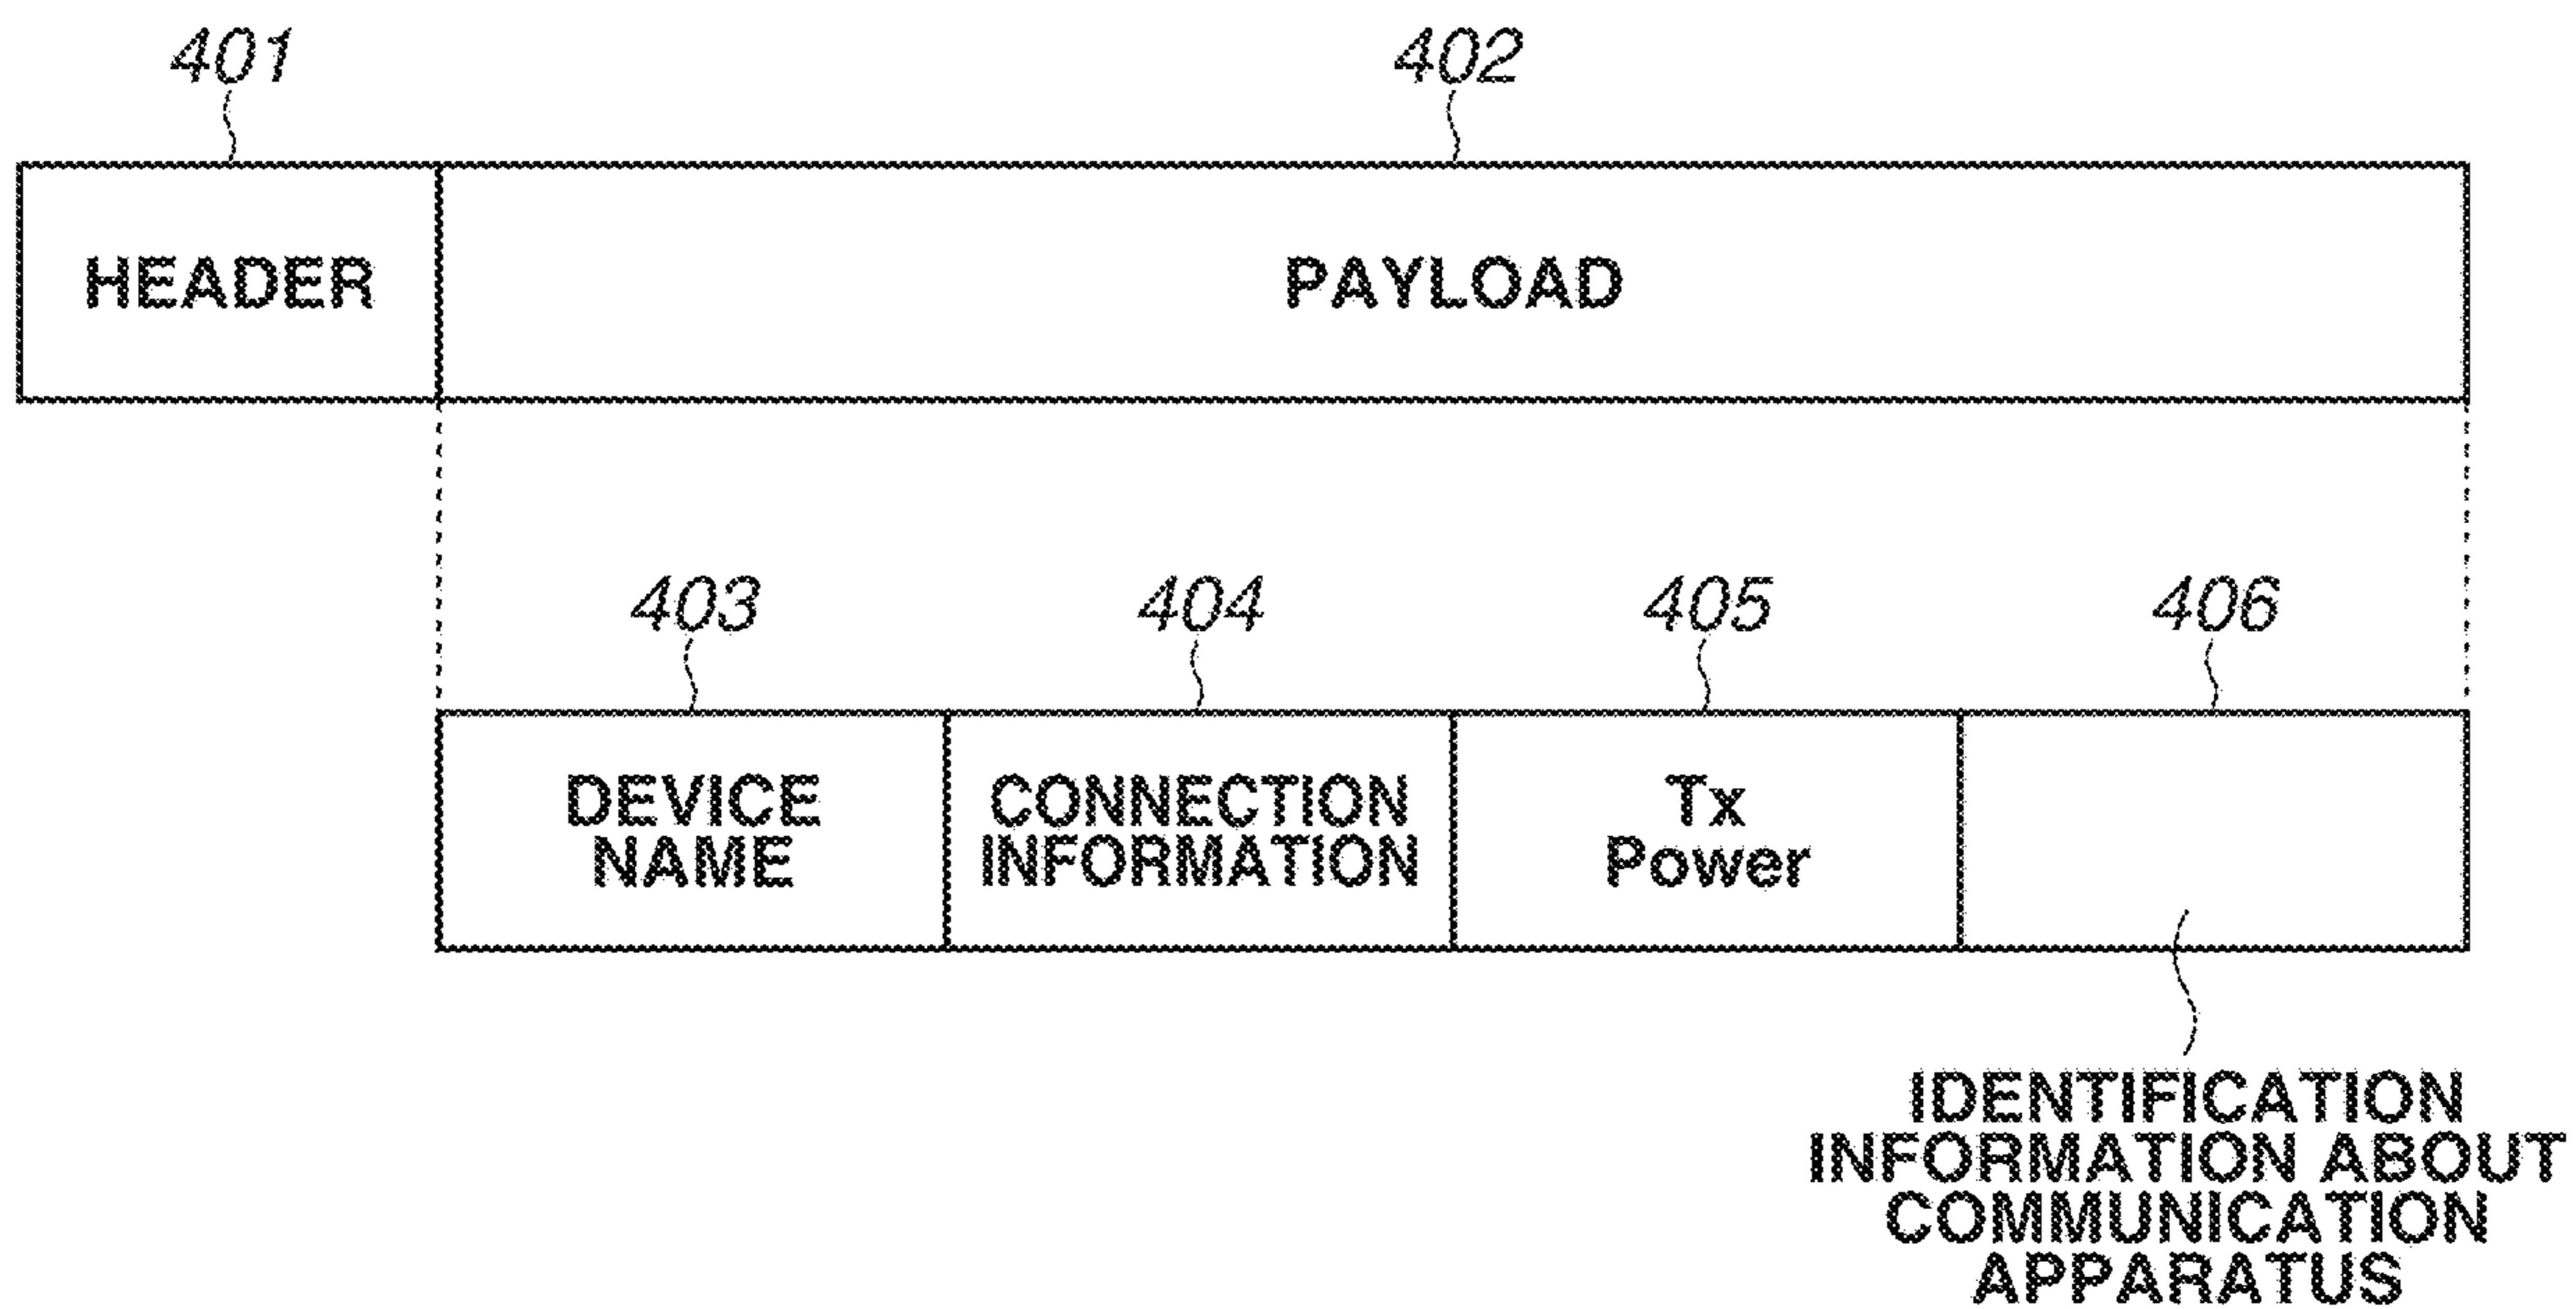 401 402
HEADER PAYLOAD
403 404 405 406
DEVICE
NAME
CONNECTION
INFORMATION
Tx
Power
IDENTIFICATION
INFORMATION ABOUT
COMMUNICATION
APPARATUS